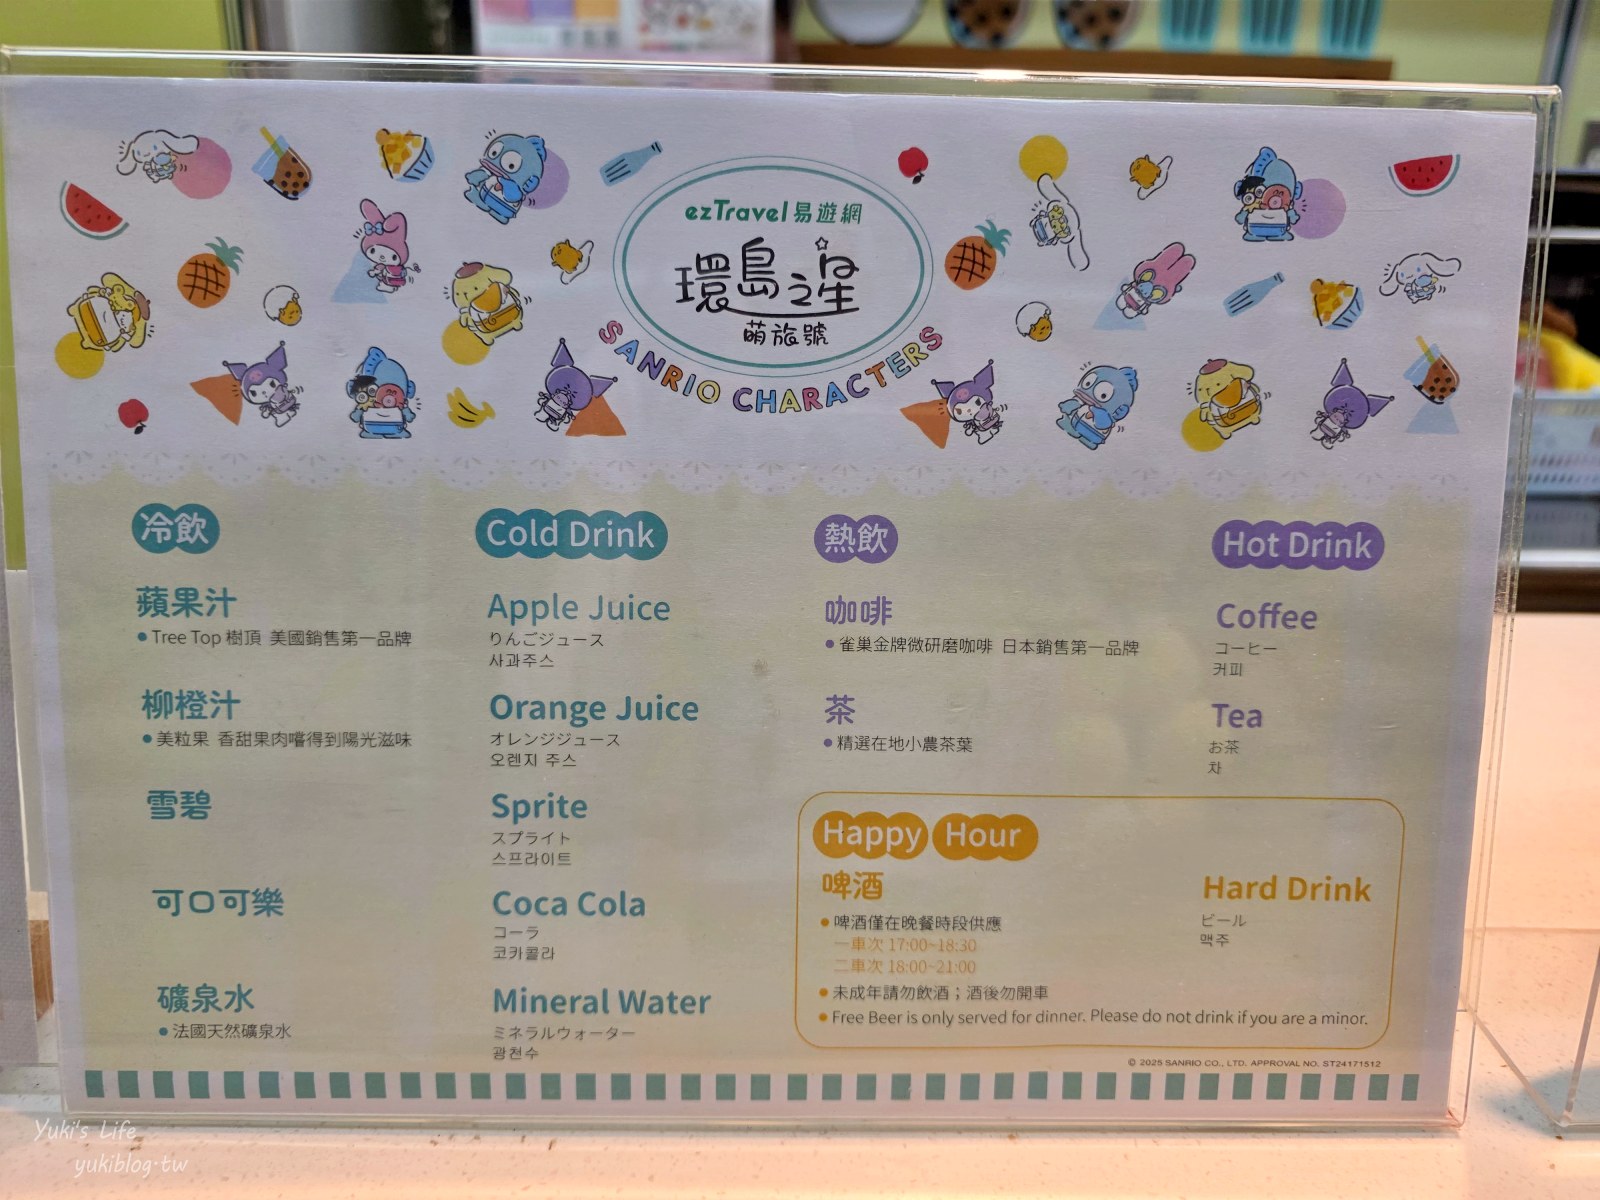 ezTravel 易遊網
環島之星
萌旅號
SANRIO CHARACTERS
冷飲
Cold Drink
蘋果汁
• Tree Top 樹頂 美國銷售第一品牌
Apple Juice
りんごジュース
사과주스
柳橙汁
• 美粒果 香甜果肉嚐得到陽光滋味
Orange Juice
オレンジジュース
오렌지 주스
雪碧
Sprite
スプライト
스프라이트
可口可樂
Coca Cola
コーラ
코카콜라
礦泉水
• 法國天然礦泉水
Mineral Water
ミネラルウォーター
광천수
熱飲
Hot Drink
咖啡
• 雀巢金牌微研磨咖啡 日本銷售第一品牌
Coffee
コーヒー
커피
茶
• 精選在地小農茶葉
Tea
お茶
차
Happy Hour
啤酒
Hard Drink
ビール
맥주
• 啤酒僅在晚餐時段供應
一車次 17:00~18:30
二車次 18:00~21:00
• 未成年請勿飲酒；酒後勿開車
• Free Beer is only served for dinner. Please do not drink if you are a minor.
© 2025 SANRIO CO., LTD. APPROVAL NO. ST24171512
Yuki's Life
yukiblog.tw